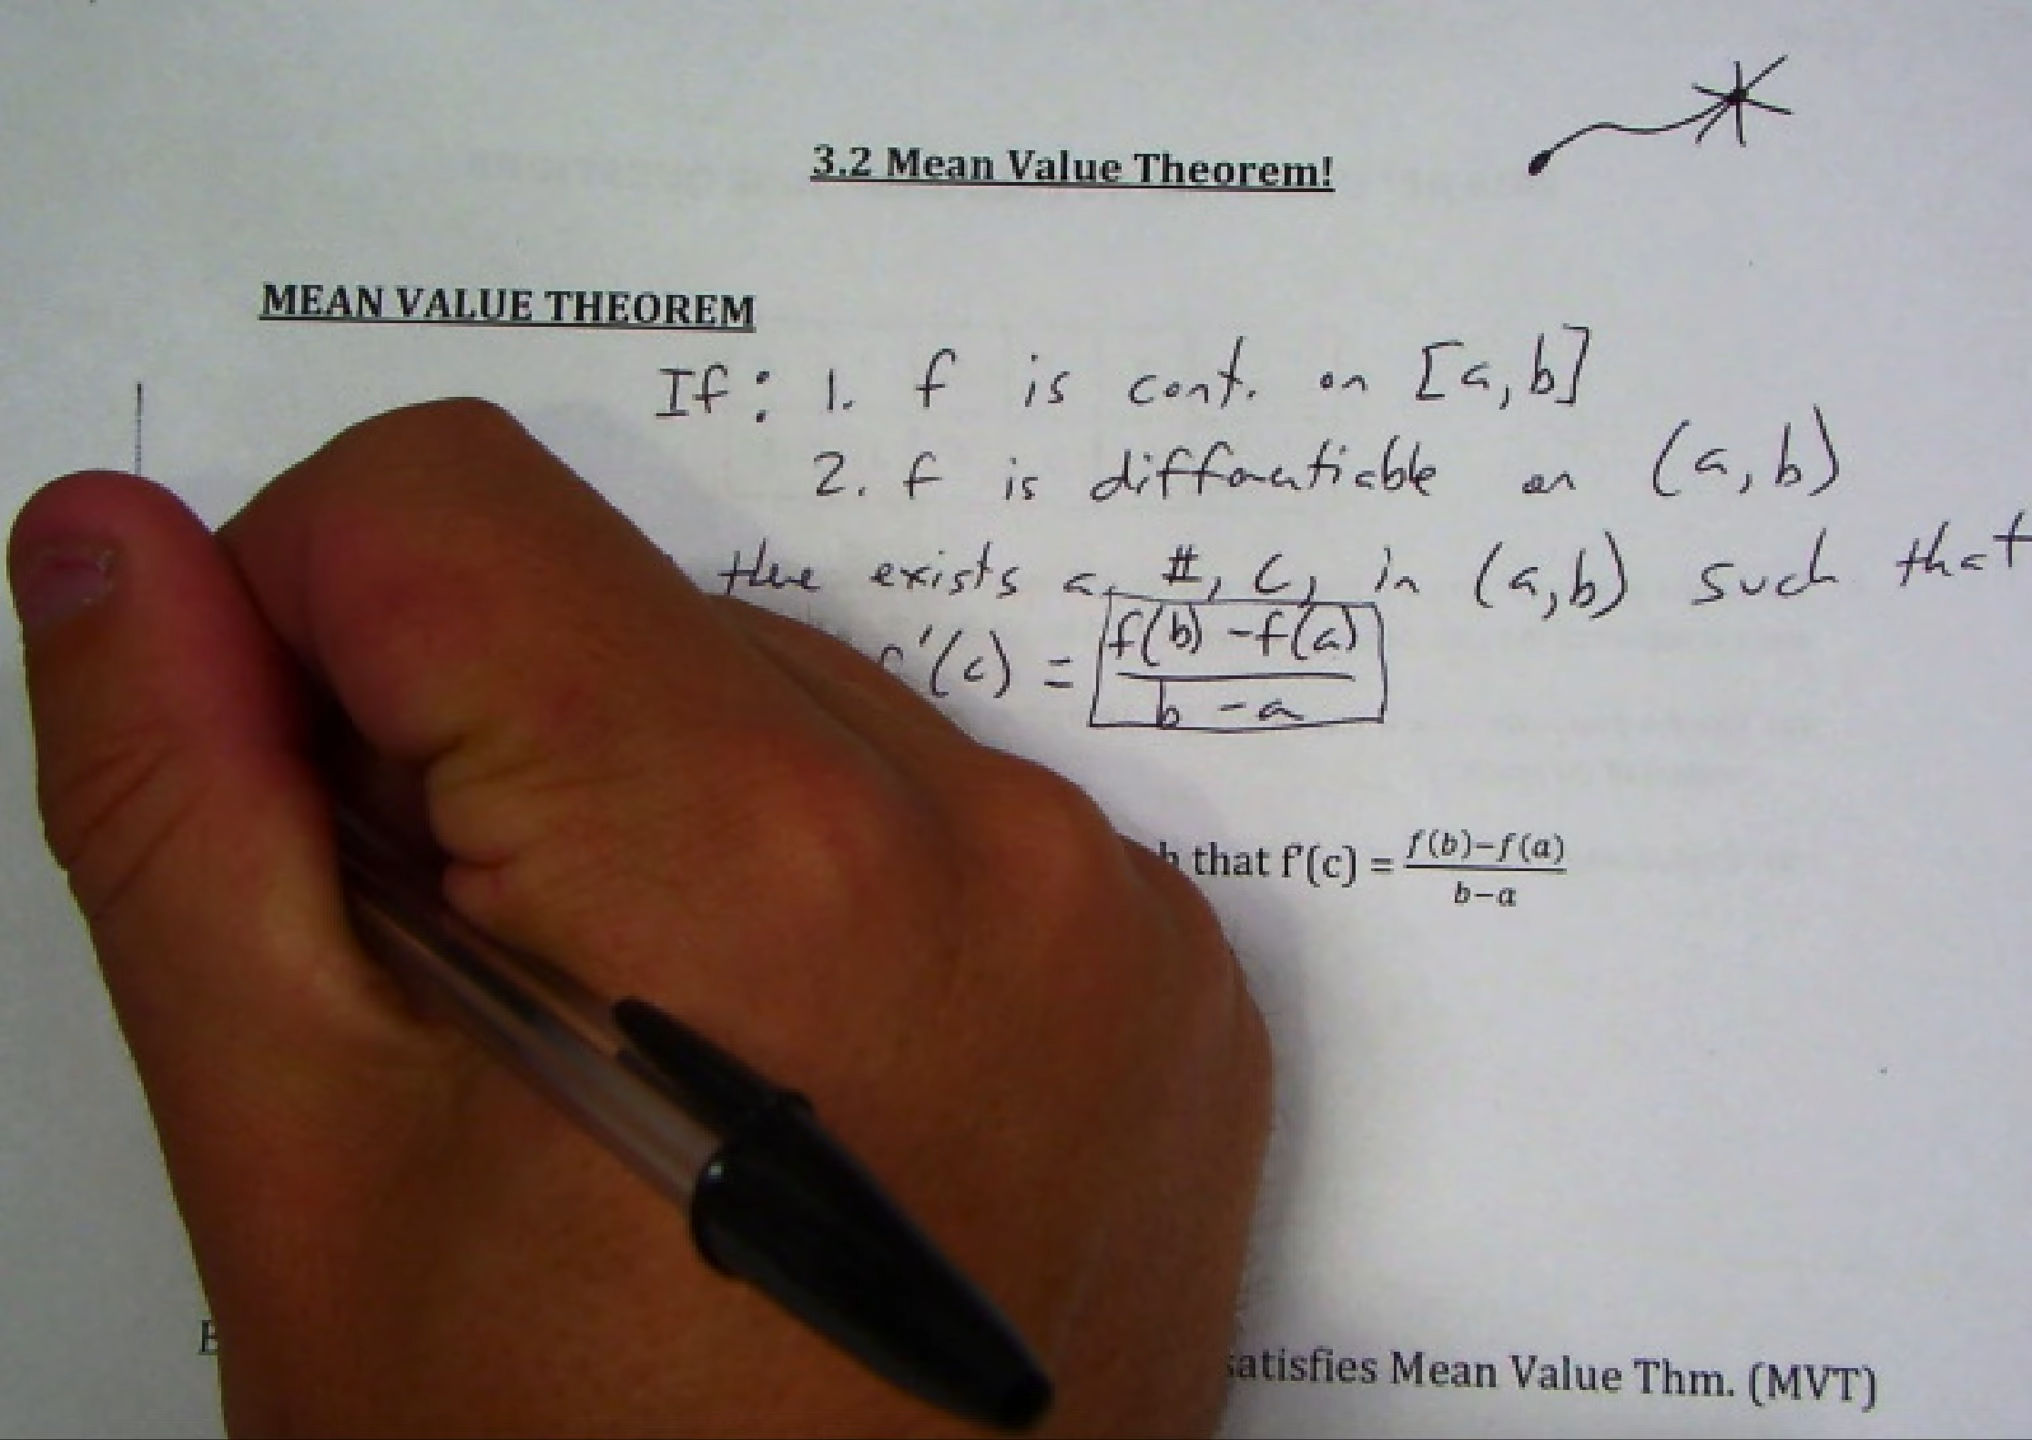 3.2 Mean Value Theorem!
MEAN VALUE THEOREM
If: 1. f is cont. on [a,b]
2. f is differentiable on (a,b)
there exists a #, c, in (a,b) such that
f'(c) = f(b) - f(a) / b - a
that f'(c) = f(b)-f(a) / b-a
satisfies Mean Value Thm. (MVT)